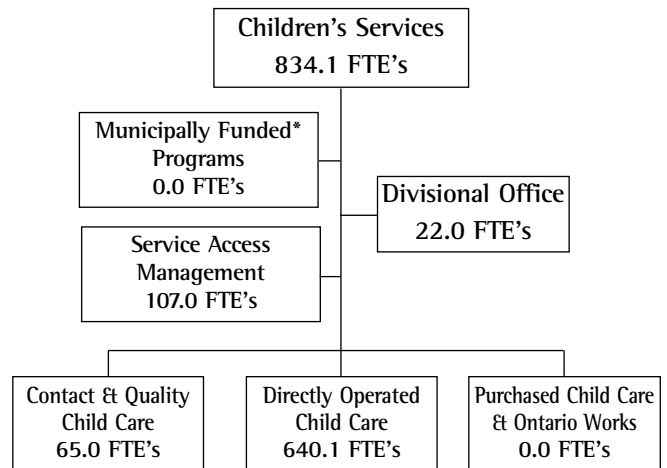 Children's Services
834.1 FTE's
Municipally Funded*
Programs
0.0 FTE's
Divisional Office
22.0 FTE's
Service Access
Management
107.0 FTE's
Contact & Quality
Child Care
65.0 FTE's
Directly Operated
Child Care
640.1 FTE's
Purchased Child Care
& Ontario Works
0.0 FTE's